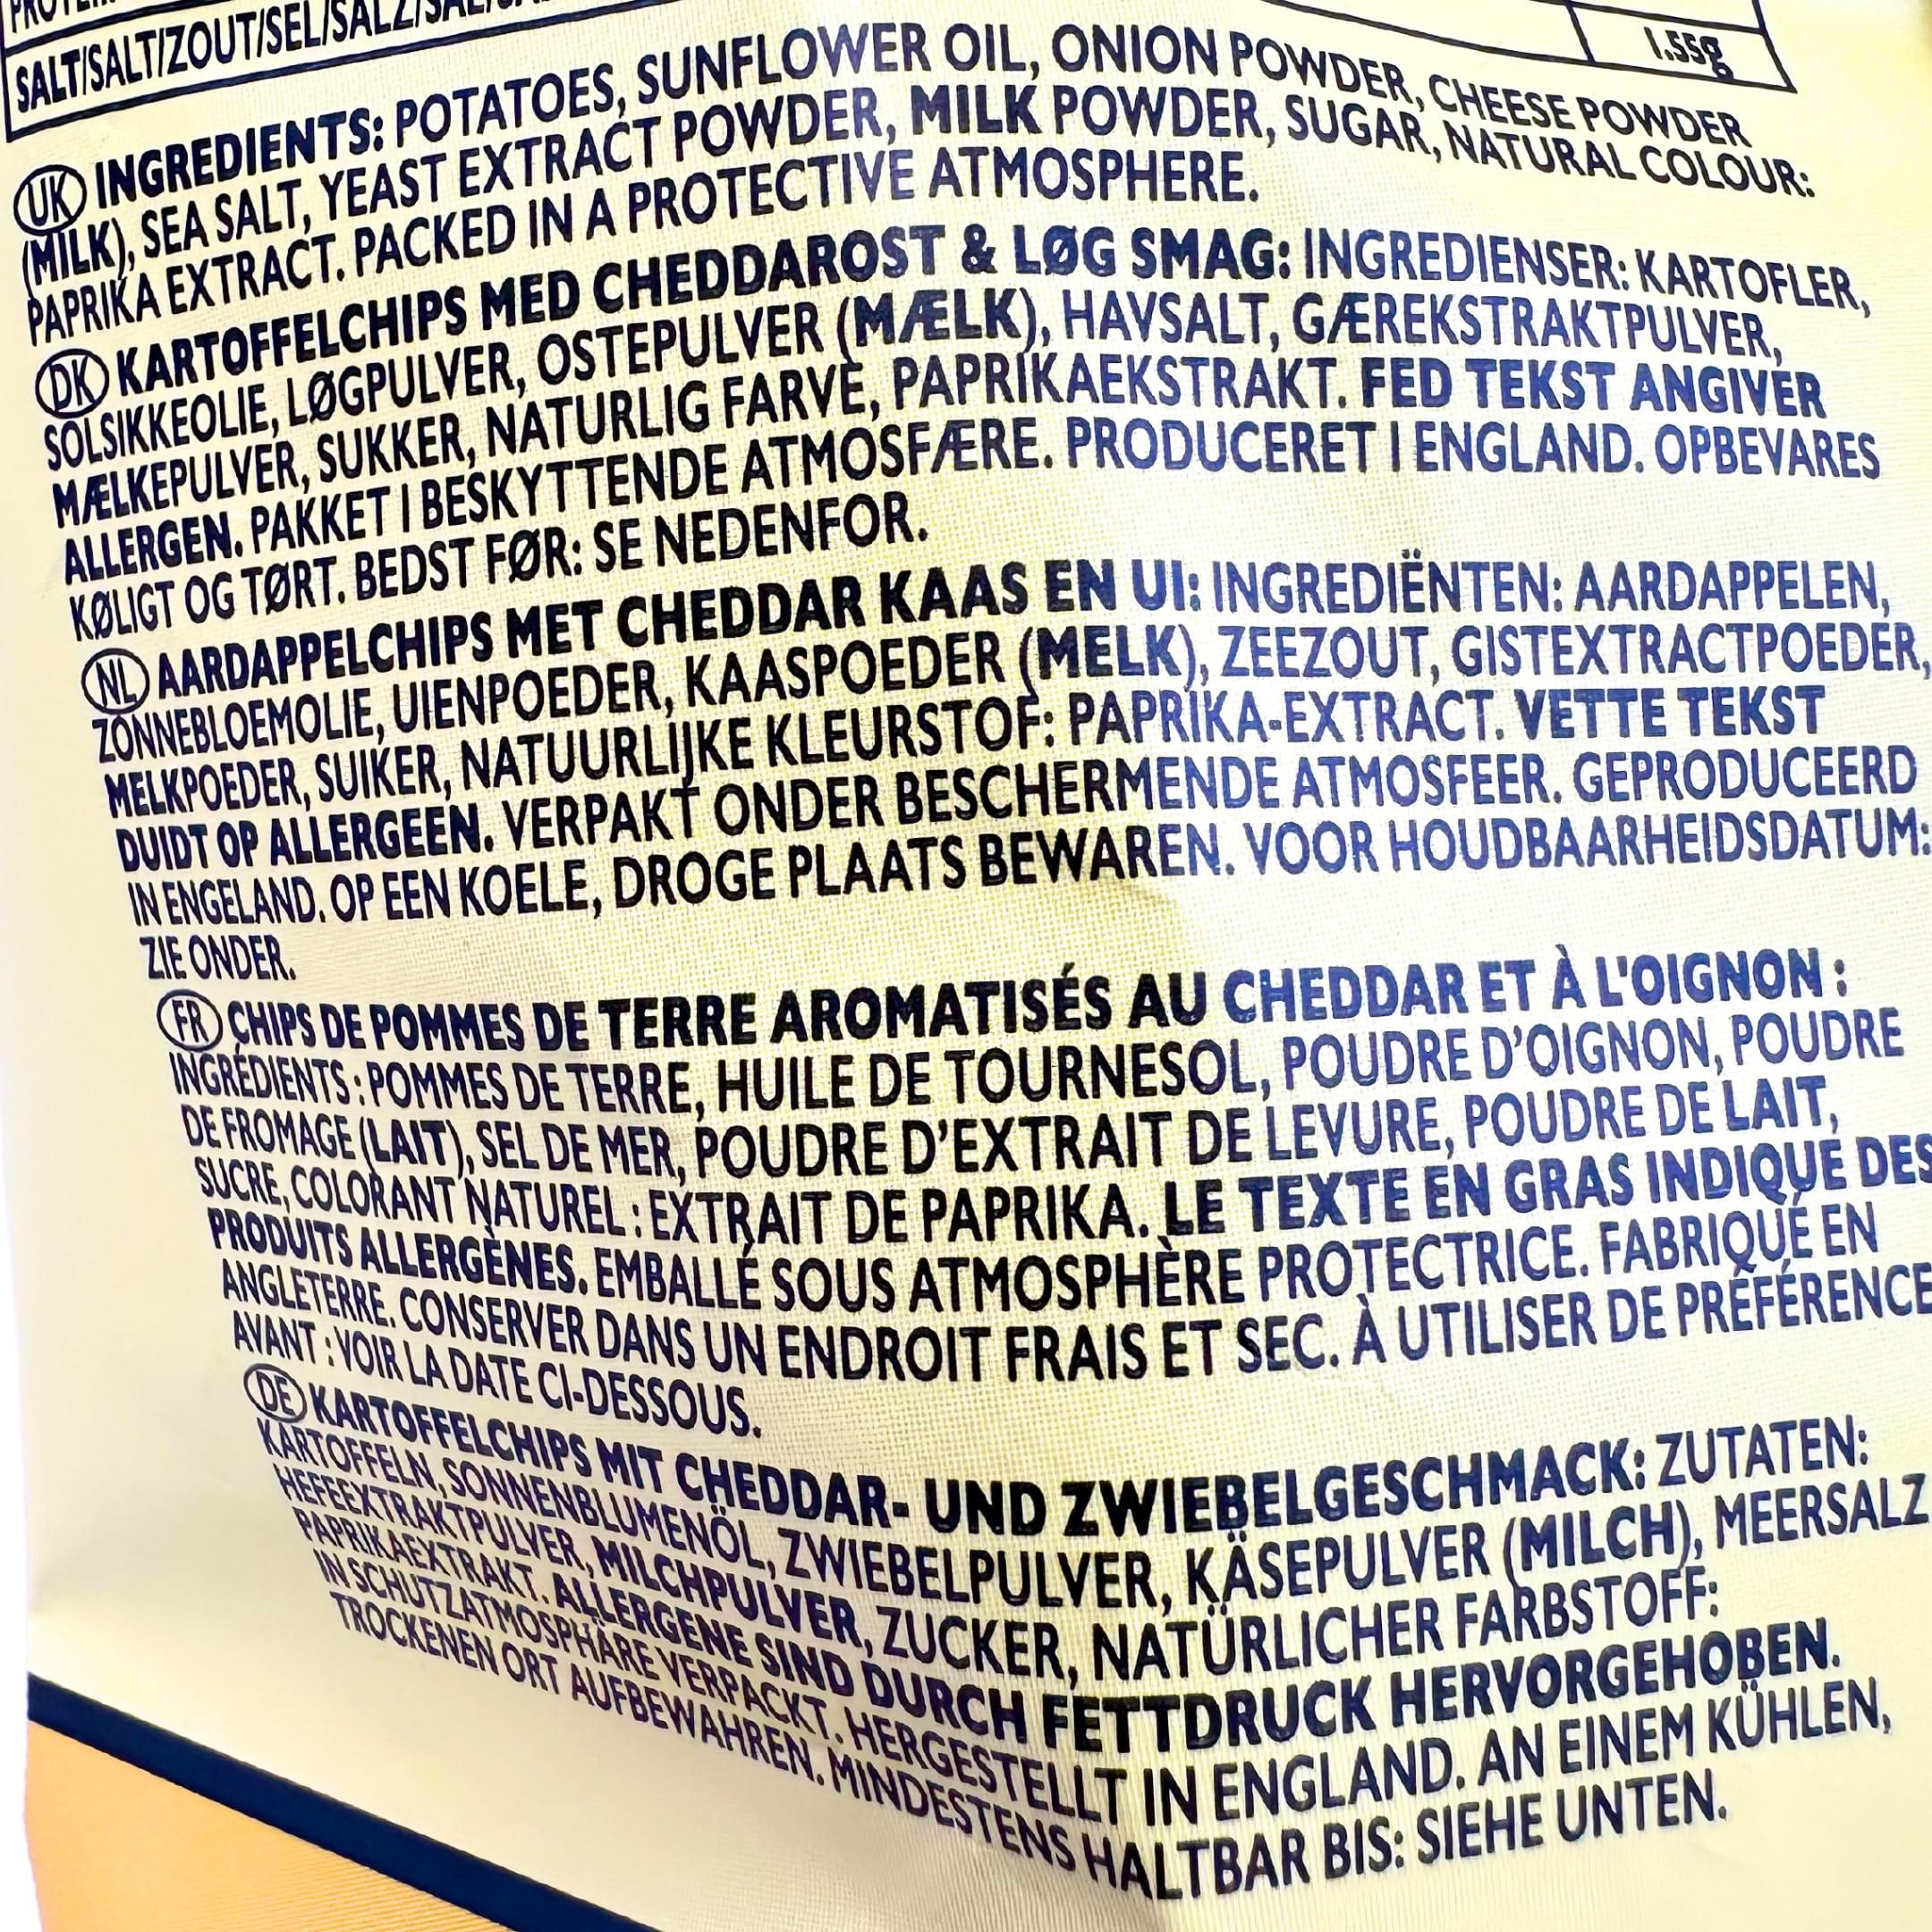 SALT/SALT/ZOUT/SEL/SALZ/
1.55g
UK INGREDIENTS: POTATOES, SUNFLOWER OIL, ONION POWDER, CHEESE POWDER
(MILK), SEA SALT, YEAST EXTRACT POWDER, MILK POWDER, SUGAR, NATURAL COLOUR:
PAPRIKA EXTRACT. PACKED IN A PROTECTIVE ATMOSPHERE.
DK KARTOFFELCHIPS MED CHEDDAROST & LØG SMAG: INGREDIENSER: KARTOFLER,
SOLSIKKEOLIE, LØGPULVER, OSTEPULVER (MÆLK), HAVSALT, GÆREKSTRAKTPULVER,
MÆLKEPULVER, SUKKER, NATURLIG FARVE, PAPRIKAEKSTRAKT. FED TEKST ANGIVER
ALLERGEN. PAKKET I BESKYTTENDE ATMOSFÆRE. PRODUCERET I ENGLAND. OPBEVARES
KØLIGT OG TØRT. BEDST FØR: SE NEDENFOR.
NL AARDAPPELCHIPS MET CHEDDAR KAAS EN UI: INGREDIËNTEN: AARDAPPELEN,
ZONNEBLOEMOLIE, UIENPOEDER, KAASPOEDER (MELK), ZEEZOUT, GISTEXTRACTPOEDER,
MELKPOEDER, SUIKER, NATUURLIJKE KLEURSTOF: PAPRIKA-EXTRACT. VETTE TEKST
DUIDT OP ALLERGEEN. VERPAKT ONDER BESCHERMENDE ATMOSFEER. GEPRODUCEERD
IN ENGELAND. OP EEN KOELE, DROGE PLAATS BEWAREN. VOOR HOUDBAARHEIDSDATUM:
ZIE ONDER.
FR CHIPS DE POMMES DE TERRE AROMATISÉS AU CHEDDAR ET À L'OIGNON :
INGRÉDIENTS : POMMES DE TERRE, HUILE DE TOURNESOL, POUDRE D'OIGNON, POUDRE
DE FROMAGE (LAIT), SEL DE MER, POUDRE D'EXTRAIT DE LEVURE, POUDRE DE LAIT,
SUCRE, COLORANT NATUREL : EXTRAIT DE PAPRIKA. LE TEXTE EN GRAS INDIQUE DES
PRODUITS ALLERGÈNES. EMBALLÉ SOUS ATMOSPHÈRE PROTECTRICE. FABRIQUÉ EN
ANGLETERRE. CONSERVER DANS UN ENDROIT FRAIS ET SEC. À UTILISER DE PRÉFÉRENCE
AVANT : VOIR LA DATE CI-DESSOUS.
DE KARTOFFELCHIPS MIT CHEDDAR- UND ZWIEBELGESCHMACK: ZUTATEN:
KARTOFFELN, SONNENBLUMENÖL, ZWIEBELPULVER, KÄSEPULVER (MILCH), MEERSALZ
HEFEEXTRAKTPULVER, MILCHPULVER, ZUCKER, NATÜRLICHER FARBSTOFF:
PAPRIKAEXTRAKT. ALLERGENE SIND DURCH FETTDRUCK HERVORGEHOBEN.
IN SCHUTZATMOSPHÄRE VERPACKT. HERGESTELLT IN ENGLAND. AN EINEM KÜHLEN,
TROCKENEN ORT AUFBEWAHREN. MINDESTENS HALTBAR BIS: SIEHE UNTEN.